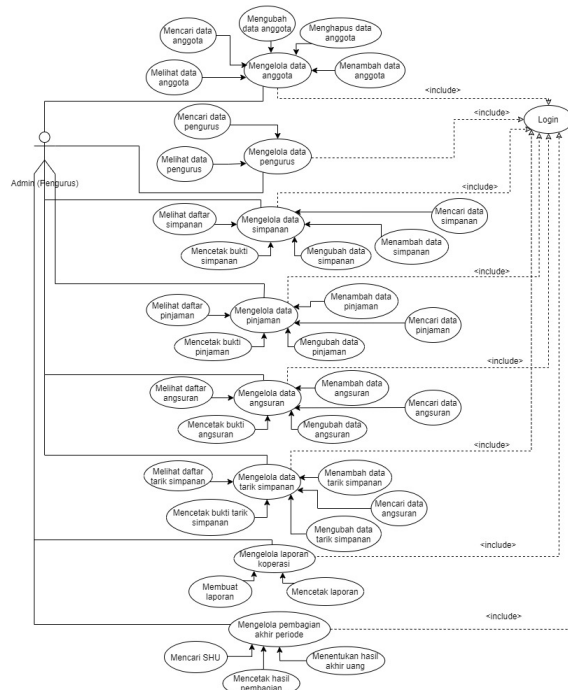 Mencari data
anggota
Mengubah
data anggota
Menghapus data
anggota
Melihat data
anggota
Mengelola data
anggota
Menambah data
anggota
<include>
Login
Admin (Pengurus)
Mencari data
pengurus
Melihat data
pengurus
Mengelola data
pengurus
<include>
Melihat daftar
simpanan
Mengelola data
simpanan
<include>
Mencari data
simpanan
Mencetak bukti
simpanan
Mengubah data
simpanan
Menambah data
simpanan
<include>
Melihat daftar
pinjaman
Mengelola data
pinjaman
Menambah data
pinjaman
Mencari data
pinjaman
Mencetak bukti
pinjaman
Mengubah data
pinjaman
<include>
Melihat daftar
angsuran
Mengelola data
angsuran
Menambah data
angsuran
Mencari data
angsuran
Mencetak bukti
angsuran
Mengubah data
angsuran
<include>
Melihat daftar
tarik simpanan
Mengelola data
tarik simpanan
Menambah data
tarik simpanan
Mencari data
angsuran
Mencetak bukti tarik
simpanan
Mengubah data
tarik simpanan
Mengelola laporan
koperasi
<include>
Membuat
laporan
Mencetak laporan
Mengelola pembagian
akhir periode
<include>
Mencari SHU
Mencetak hasil
pembagian
Menentukan hasil
akhir uang